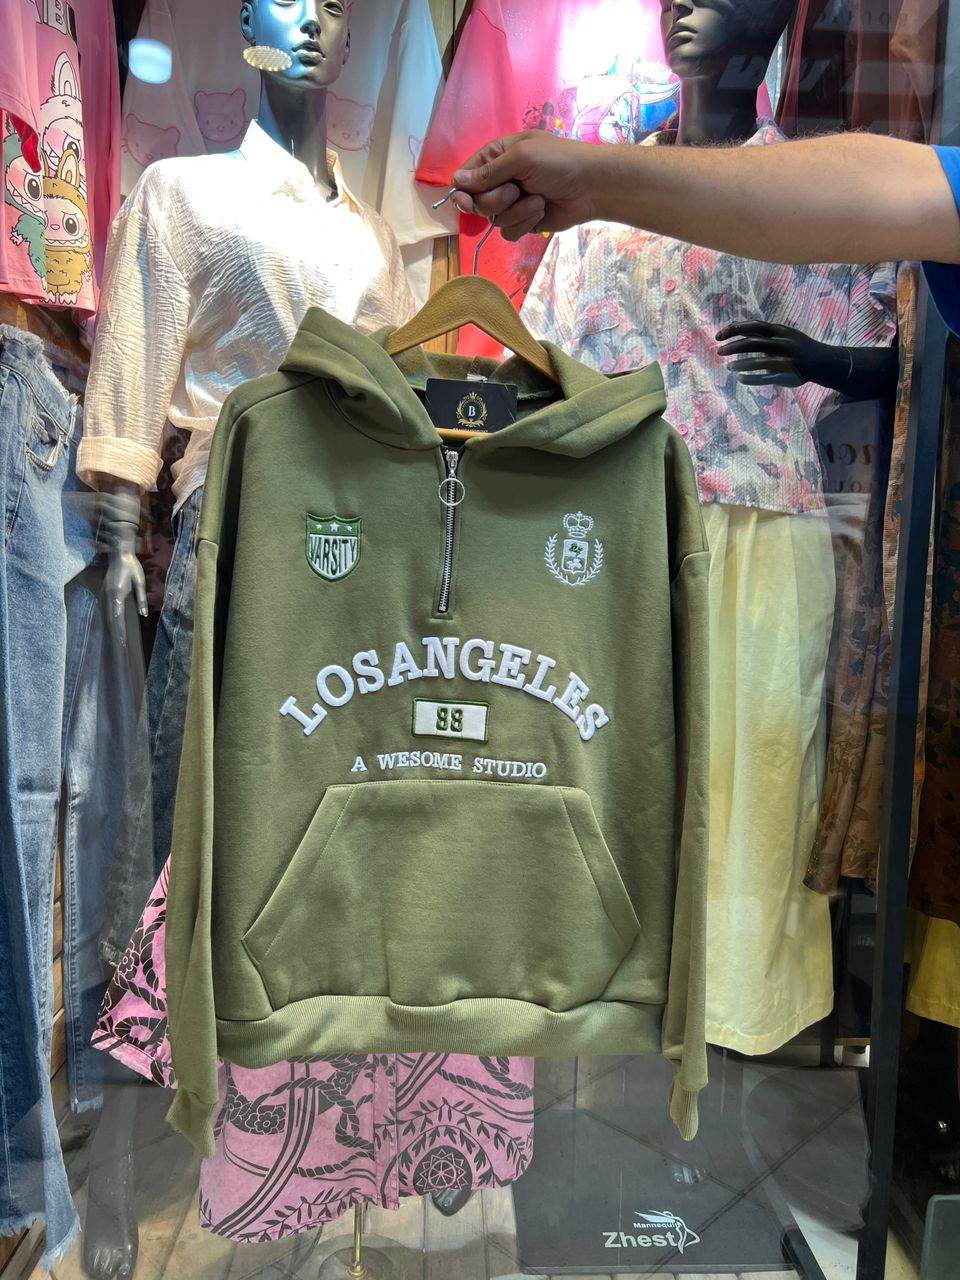 B
VARSITY
LOSANGELES
88
A WESOME STUDIO
Mannequin
Zhest